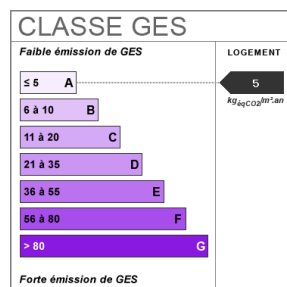 CLASSE GES
Faible émission de GES
LOGEMENT
≤ 5 A
5
kgéqCO2/m².an
6 à 10 B
11 à 20 C
21 à 35 D
36 à 55 E
56 à 80 F
> 80 G
Forte émission de GES